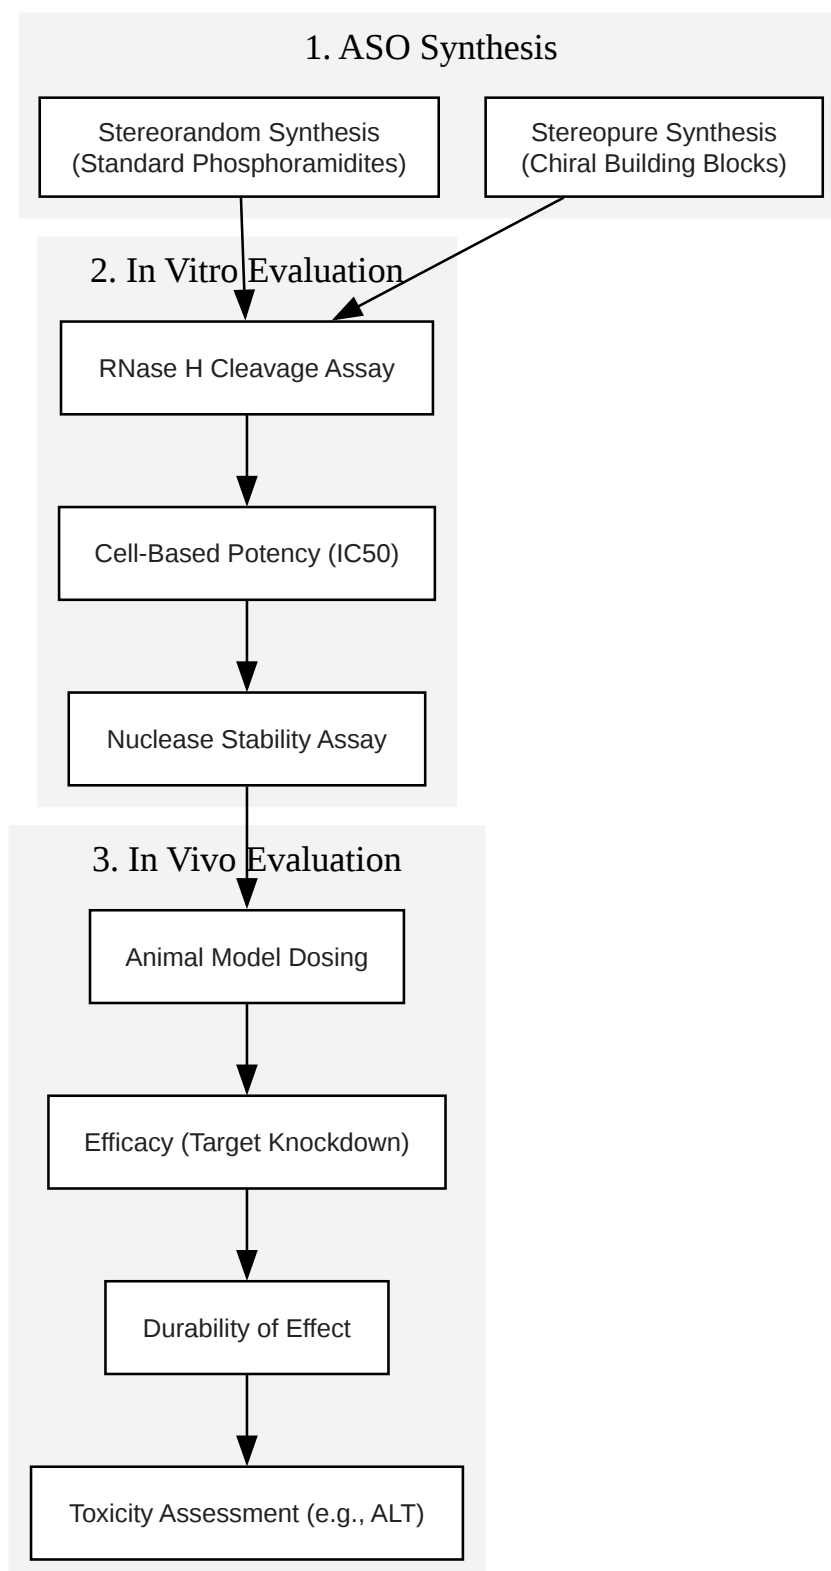 1. ASO Synthesis
Stereorandom Synthesis
(Standard Phosphoramidites)
Stereopure Synthesis
(Chiral Building Blocks)
2. In Vitro Evaluation
RNase H Cleavage Assay
Cell-Based Potency (IC50)
Nuclease Stability Assay
3. In Vivo Evaluation
Animal Model Dosing
Efficacy (Target Knockdown)
Durability of Effect
Toxicity Assessment (e.g., ALT)